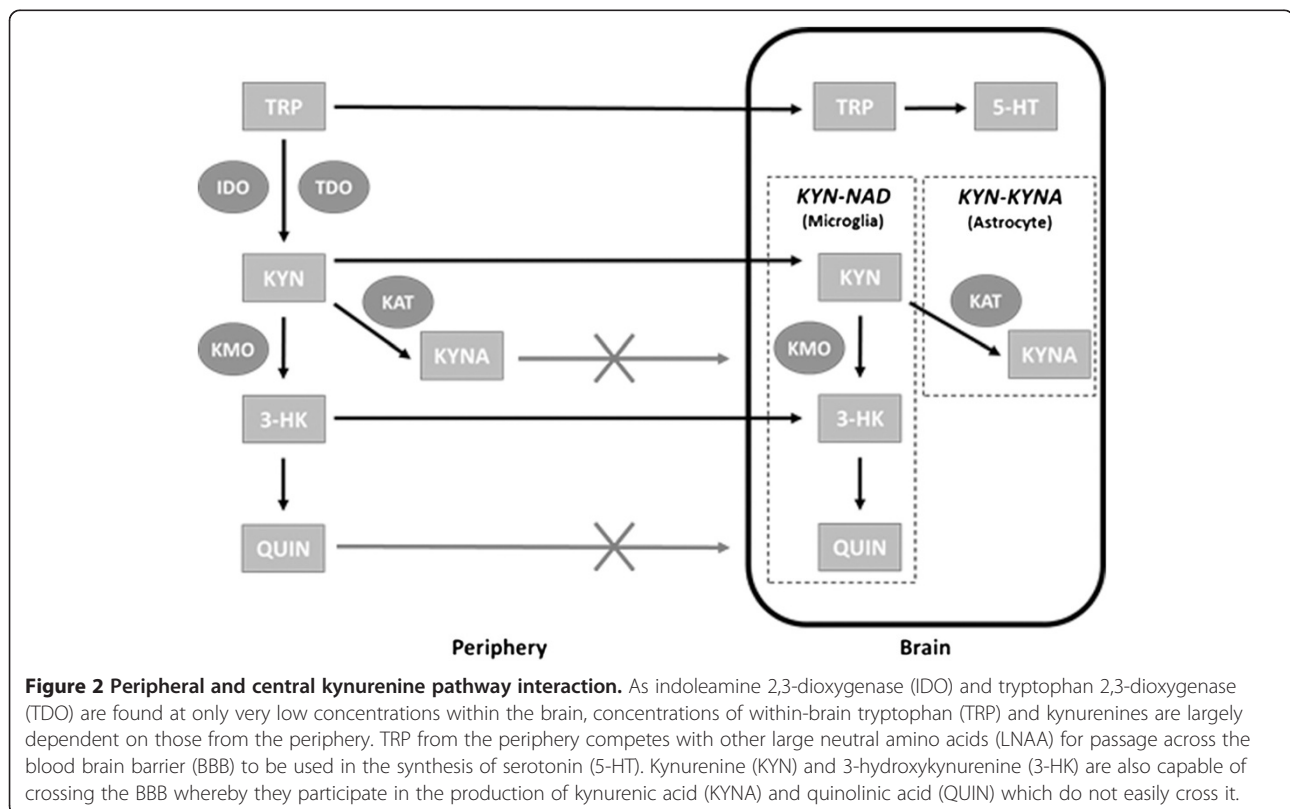 TRP
TRP
5-HT
IDO
TDO
KYN-NAD
(Microglia)
KYN-KYNA
(Astrocyte)
KYN
KYN
KAT
KAT
KMO
KYNA
KMO
KYNA
3-HK
3-HK
QUIN
QUIN
Periphery
Brain
Figure 2 Peripheral and central kynurenine pathway interaction. As indoleamine 2,3-dioxygenase (IDO) and tryptophan 2,3-dioxygenase
(TDO) are found at only very low concentrations within the brain, concentrations of within-brain tryptophan (TRP) and kynurenines are largely
dependent on those from the periphery. TRP from the periphery competes with other large neutral amino acids (LNAA) for passage across the
blood brain barrier (BBB) to be used in the synthesis of serotonin (5-HT). Kynurenine (KYN) and 3-hydroxykynurenine (3-HK) are also capable of
crossing the BBB whereby they participate in the production of kynurenic acid (KYNA) and quinolinic acid (QUIN) which do not easily cross it.